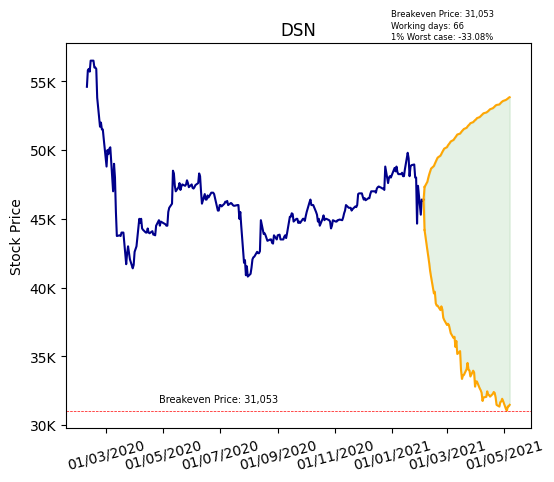 Breakeven Price: 31,053
Working days: 66
1% Worst case: -33.08%
DSN
Stock Price
55K
50K
45K
40K
35K
30K
Breakeven Price: 31,053
01/03/2020
01/05/2020
01/07/2020
01/09/2020
01/11/2020
01/01/2021
01/03/2021
01/05/2021